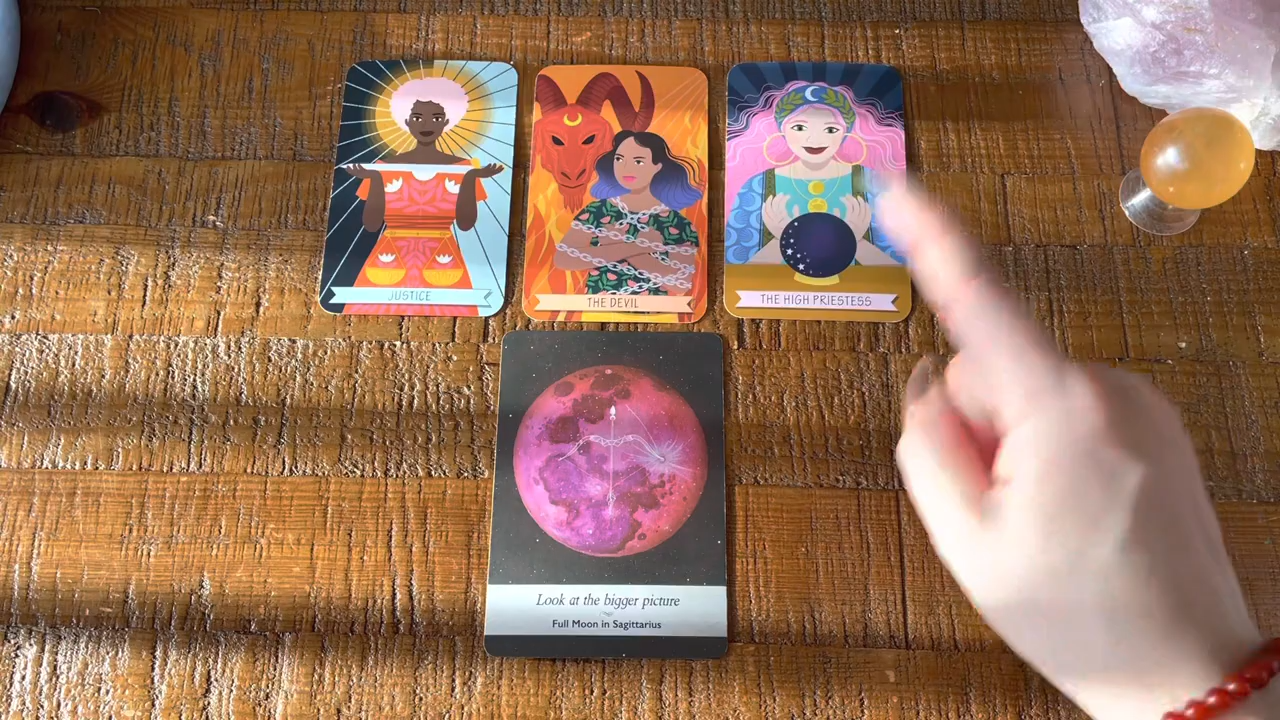 JUSTICE
THE DEVIL
THE HIGH PRIESTESS
Look at the bigger picture
Full Moon in Sagittarius